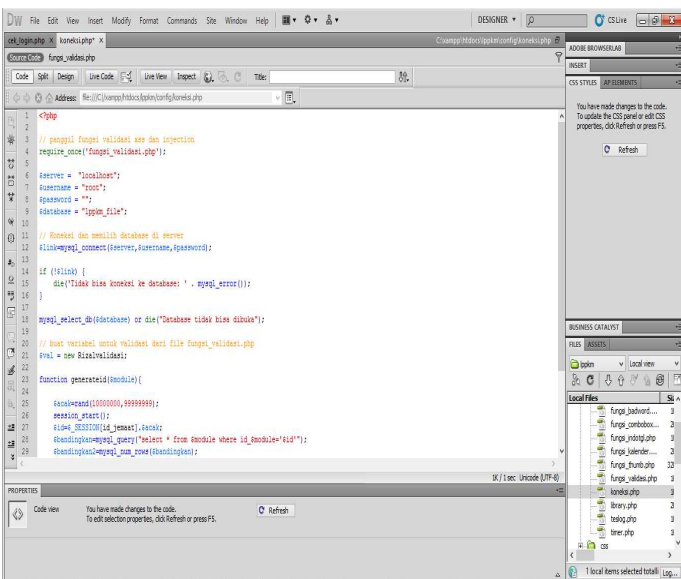 DW File Edit View Insert Modify Format Commands Site Window Help DESIGNER CS Live
cek_login.php × koneksi.php* × C:\xampp\htdocs\lppkm\config\koneksi.php
Source Code fungsi_validasi.php
Code Split Design Live Code Live View Inspect Title:
Address: file:///C|/xampp/htdocs/lppkm/config/koneksi.php
1 <?php
2
3 // panggil fungsi validasi xss dan injection
4 require_once('fungsi_validasi.php');
5
6 $server = "localhost";
7 $username = "root";
8 $password = "";
9 $database = "lppkm_file";
10
11 // Koneksi dan memilih database di server
12 $link=mysql_connect($server,$username,$password);
13
14 if (!$link) {
15 die('Tidak bisa koneksi ke database: ' . mysql_error());
16 }
17
18 mysql_select_db($database) or die("Database tidak bisa dibuka");
19
20 // buat variabel untuk validasi dari file fungsi_validasi.php
21 $val = new Rizalvalidasi;
22
23 function generateid($module){
24
25 $acak=rand(10000000,99999999);
26 session_start();
27 $id=$_SESSION[id_jemaat].$acak;
28 $bandingkan=mysql_query("select * from $module where id_$module='$id'");
29 $bandingkan2=mysql_num_rows($bandingkan);
1K / 1 sec Unicode (UTF-8)
PROPERTIES
Code view
You have made changes to the code.
To edit selection properties, click Refresh or press F5.
Refresh
ADOBE BROWSERLAB
INSERT
CSS STYLES AP ELEMENTS
You have made changes to the code.
To update the CSS panel or edit CSS
properties, click Refresh or press F5.
Refresh
BUSINESS CATALYST
FILES ASSETS
lppkm Local view
Local Files
fungsi_badword....
fungsi_combobox...
fungsi_indotgl.php
fungsi_kalender....
fungsi_thumb.php
fungsi_validasi.php
koneksi.php
library.php
teslog.php
timer.php
css
1 local items selected totalli Log...